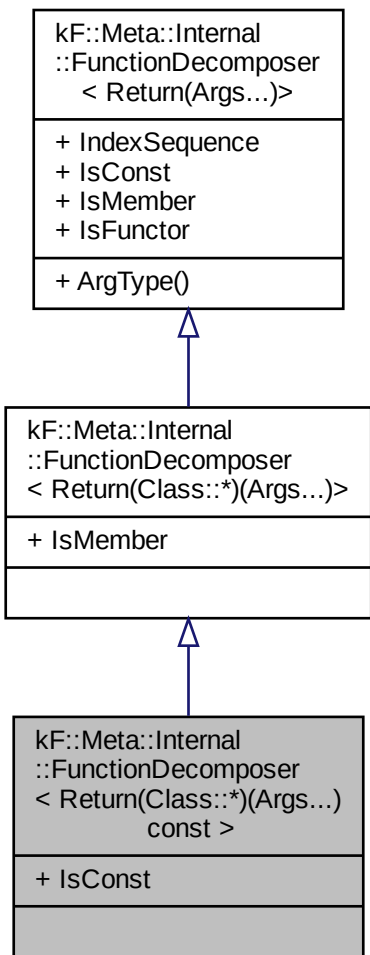 kF::Meta::Internal
::FunctionDecomposer
< Return(Args...)>
+ IndexSequence
+ IsConst
+ IsMember
+ IsFunctor
+ ArgType()
kF::Meta::Internal
::FunctionDecomposer
< Return(Class::*)(Args...)>
+ IsMember
kF::Meta::Internal
::FunctionDecomposer
< Return(Class::*)(Args...)
const >
+ IsConst